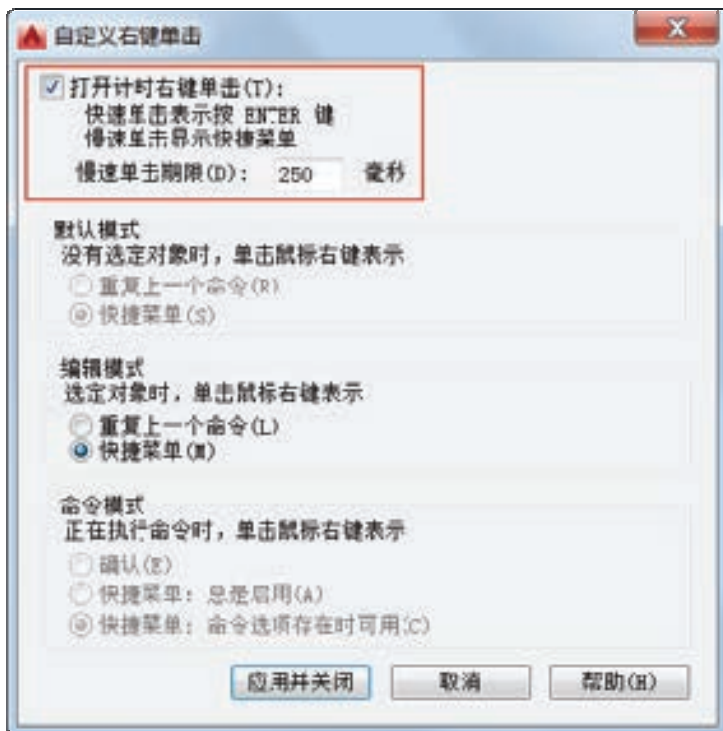 自定义右键单击
打开计时右键单击(T):
快速单击表示按 ENTER 键
慢速单击显示快捷菜单
慢速单击期限(D): 250 毫秒
默认模式
没有选定对象时，单击鼠标右键表示
重复上一个命令(R)
快捷菜单(S)
编辑模式
选定对象时，单击鼠标右键表示
重复上一个命令(L)
快捷菜单(M)
命令模式
正在执行命令时，单击鼠标右键表示
确认(E)
快捷菜单: 总是启用(A)
快捷菜单: 命令选项存在时可用(C)
应用并关闭 取消 帮助(H)